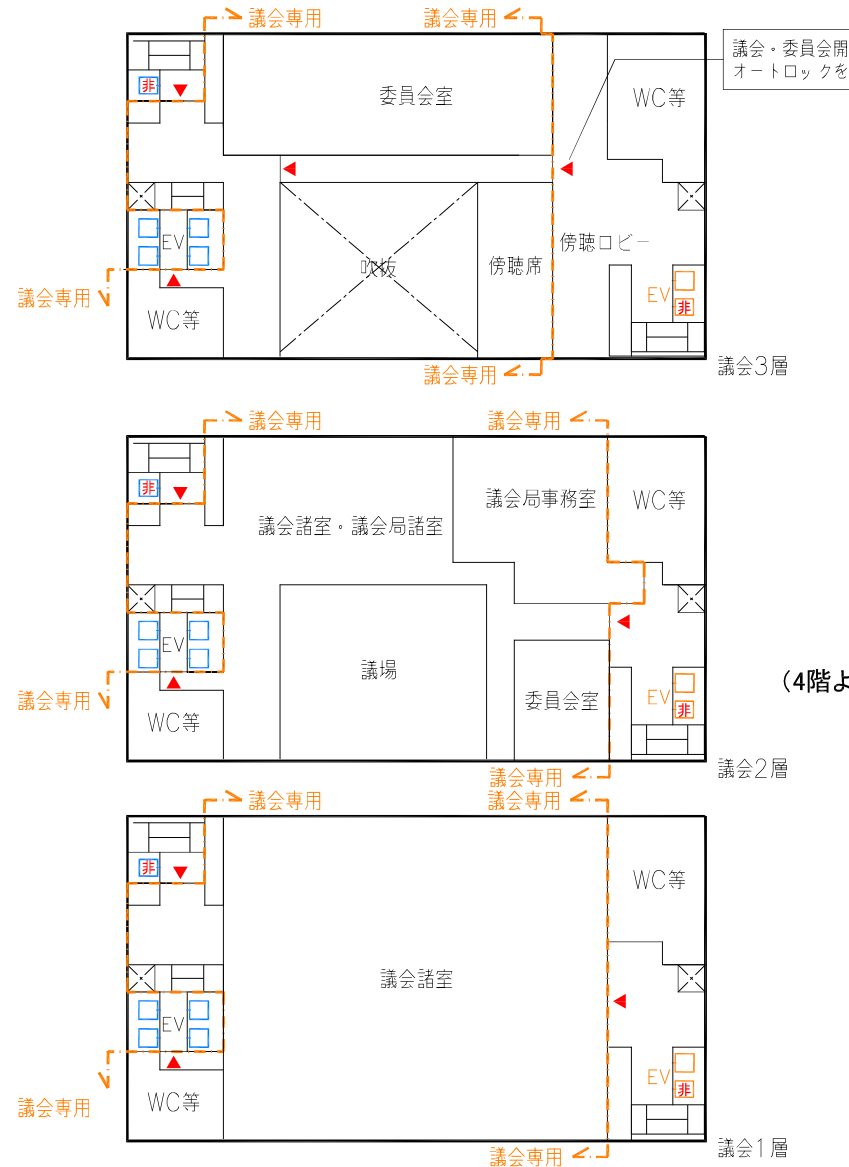 議会専用
議会専用
議会・委員会開
オートロックを
非
委員会室
WC等
EV
吹抜
傍聴席
傍聴ロビー
議会専用
WC等
EV
非
議会専用
議会3層
議会専用
議会専用
非
議会諸室・議会局諸室
議会局事務室
WC等
EV
議場
(4階よ
議会専用
WC等
委員会室
EV
非
議会専用
議会2層
議会専用
議会専用
非
WC等
議会諸室
EV
議会専用
WC等
EV
非
議会専用
議会1層